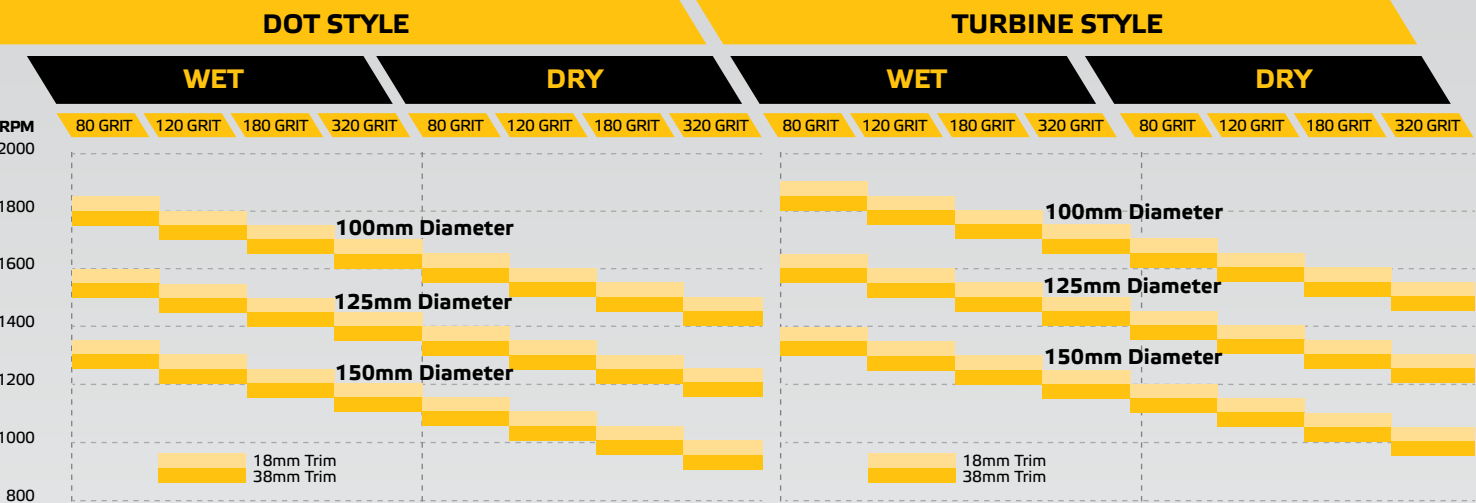 DOT STYLE TURBINE STYLE
WET DRY WET DRY
RPM 80 GRIT 120 GRIT 180 GRIT 320 GRIT 80 GRIT 120 GRIT 180 GRIT 320 GRIT 80 GRIT 120 GRIT 180 GRIT 320 GRIT 80 GRIT 120 GRIT 180 GRIT 320 GRIT
2000
1800
100mm Diameter 100mm Diameter
1600
125mm Diameter 125mm Diameter
1400
150mm Diameter 150mm Diameter
1200
1000
18mm Trim 18mm Trim
38mm Trim 38mm Trim
800